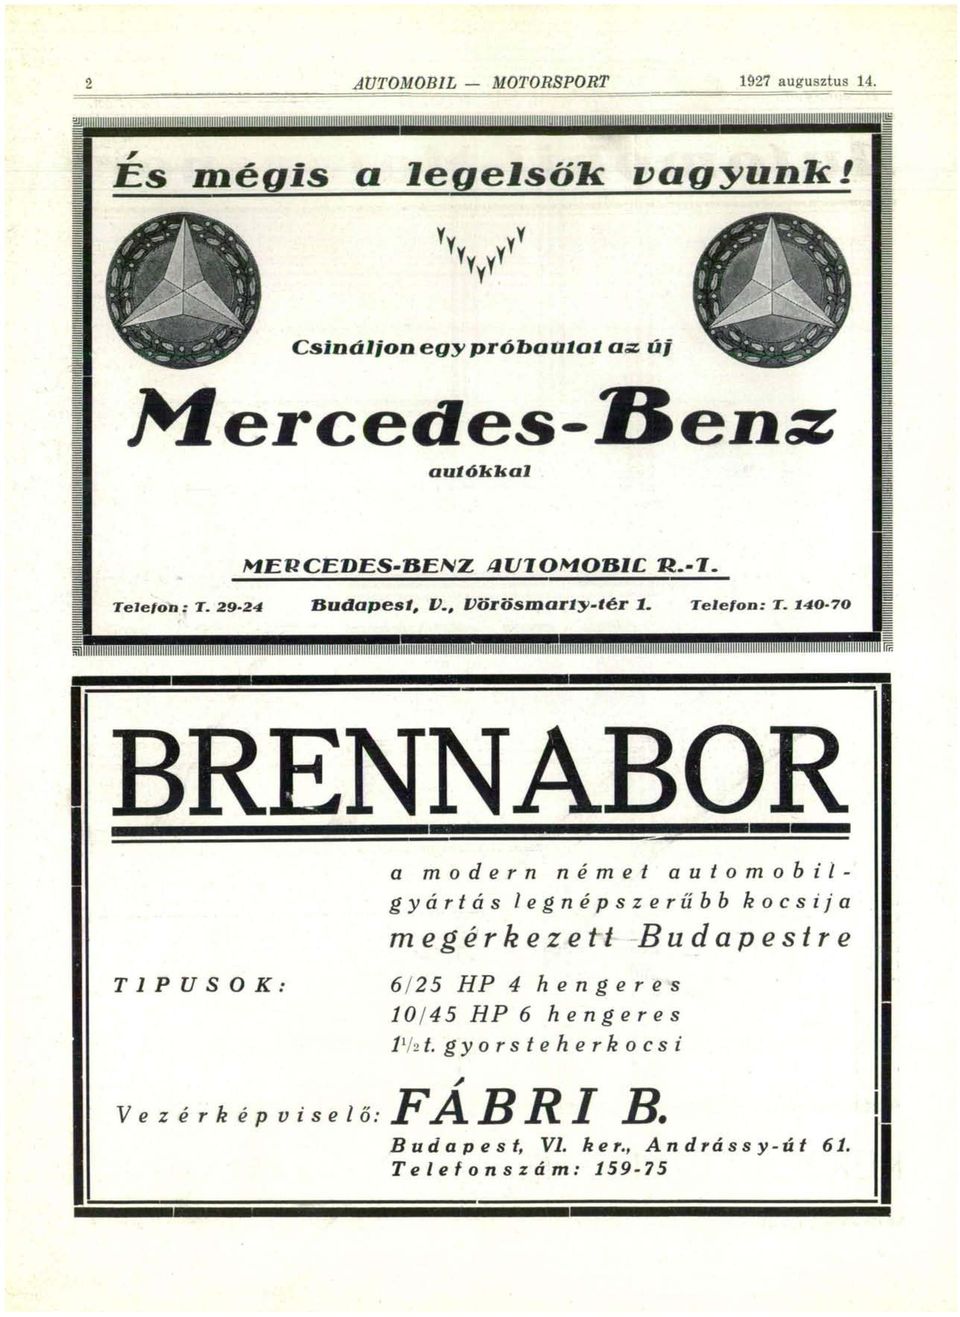 2 AUTOMOBIL — MOTORSPORT 1927 augusztus 14.
És mégis a legelsők vagyunk!
Csináljon egy próbautat az új
Mercedes-Benz
autókkal
MERCEDES-BENZ AUTOMOBIL R.-T.
Telefon: T. 29-24 Budapest, V., Vörösmarty-tér 1. Telefon: T. 140-70
BRENNABOR
a modern német automobil-
gyártás legnépszerűbb kocsija
megérkezett Budapestre
TIPUSOK: 6/25 HP 4 hengeres
10/45 HP 6 hengeres
1½ t. gyorsteherkocsi
Vezérképviselő: FÁBRI B.
Budapest, VI. ker., Andrássy-út 61.
Telefonszám: 159-75